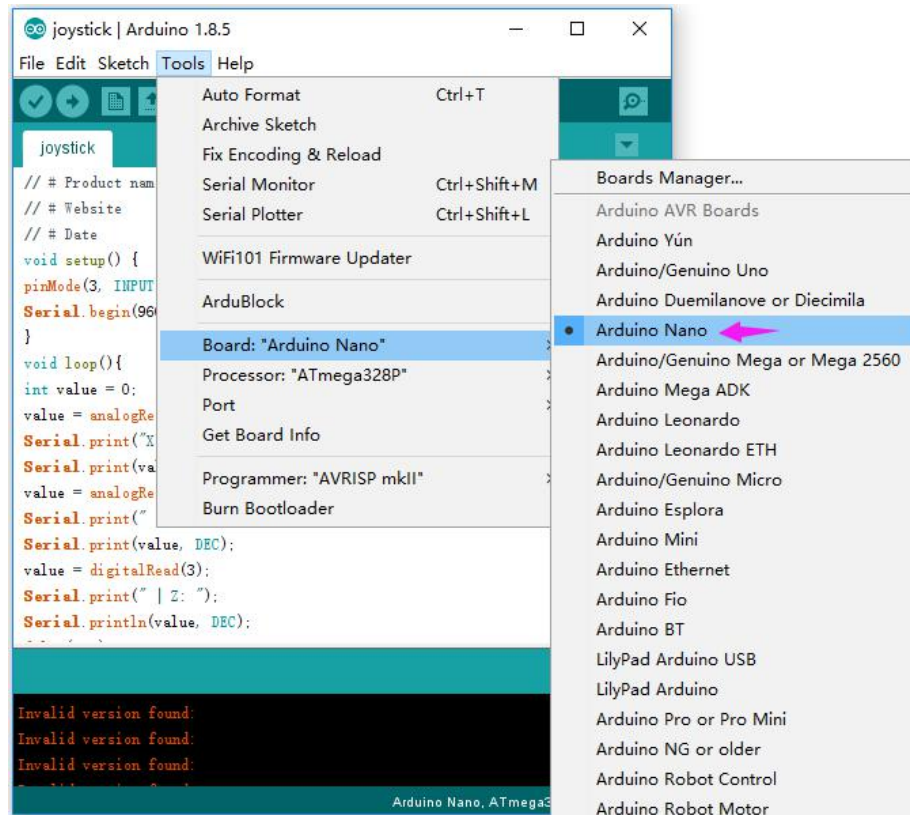 joystick | Arduino 1.8.5
File Edit Sketch Tools Help
Auto Format Ctrl+T
Archive Sketch
Fix Encoding & Reload
Serial Monitor Ctrl+Shift+M
Serial Plotter Ctrl+Shift+L
WiFi101 Firmware Updater
ArduBlock
Board: "Arduino Nano"
Processor: "ATmega328P"
Port
Get Board Info
Programmer: "AVRISP mkII"
Burn Bootloader
joystick
// # Product nam
// # Website
// # Date
void setup() {
pinMode(3, INPUT
Serial.begin(960
}
void loop(){
int value = 0;
value = analogRe
Serial.print("X
Serial.print(va
value = analogRe
Serial.print("
Serial.print(value, DEC);
value = digitalRead(3);
Serial.print(" | Z: ");
Serial.println(value, DEC);
Boards Manager...
Arduino AVR Boards
Arduino Yún
Arduino/Genuino Uno
Arduino Duemilanove or Diecimila
Arduino Nano
Arduino/Genuino Mega or Mega 2560
Arduino Mega ADK
Arduino Leonardo
Arduino Leonardo ETH
Arduino/Genuino Micro
Arduino Esplora
Arduino Mini
Arduino Ethernet
Arduino Fio
Arduino BT
LilyPad Arduino USB
LilyPad Arduino
Arduino Pro or Pro Mini
Arduino NG or older
Arduino Robot Control
Arduino Robot Motor
Invalid version found:
Invalid version found:
Invalid version found:
Arduino Nano, ATmega3